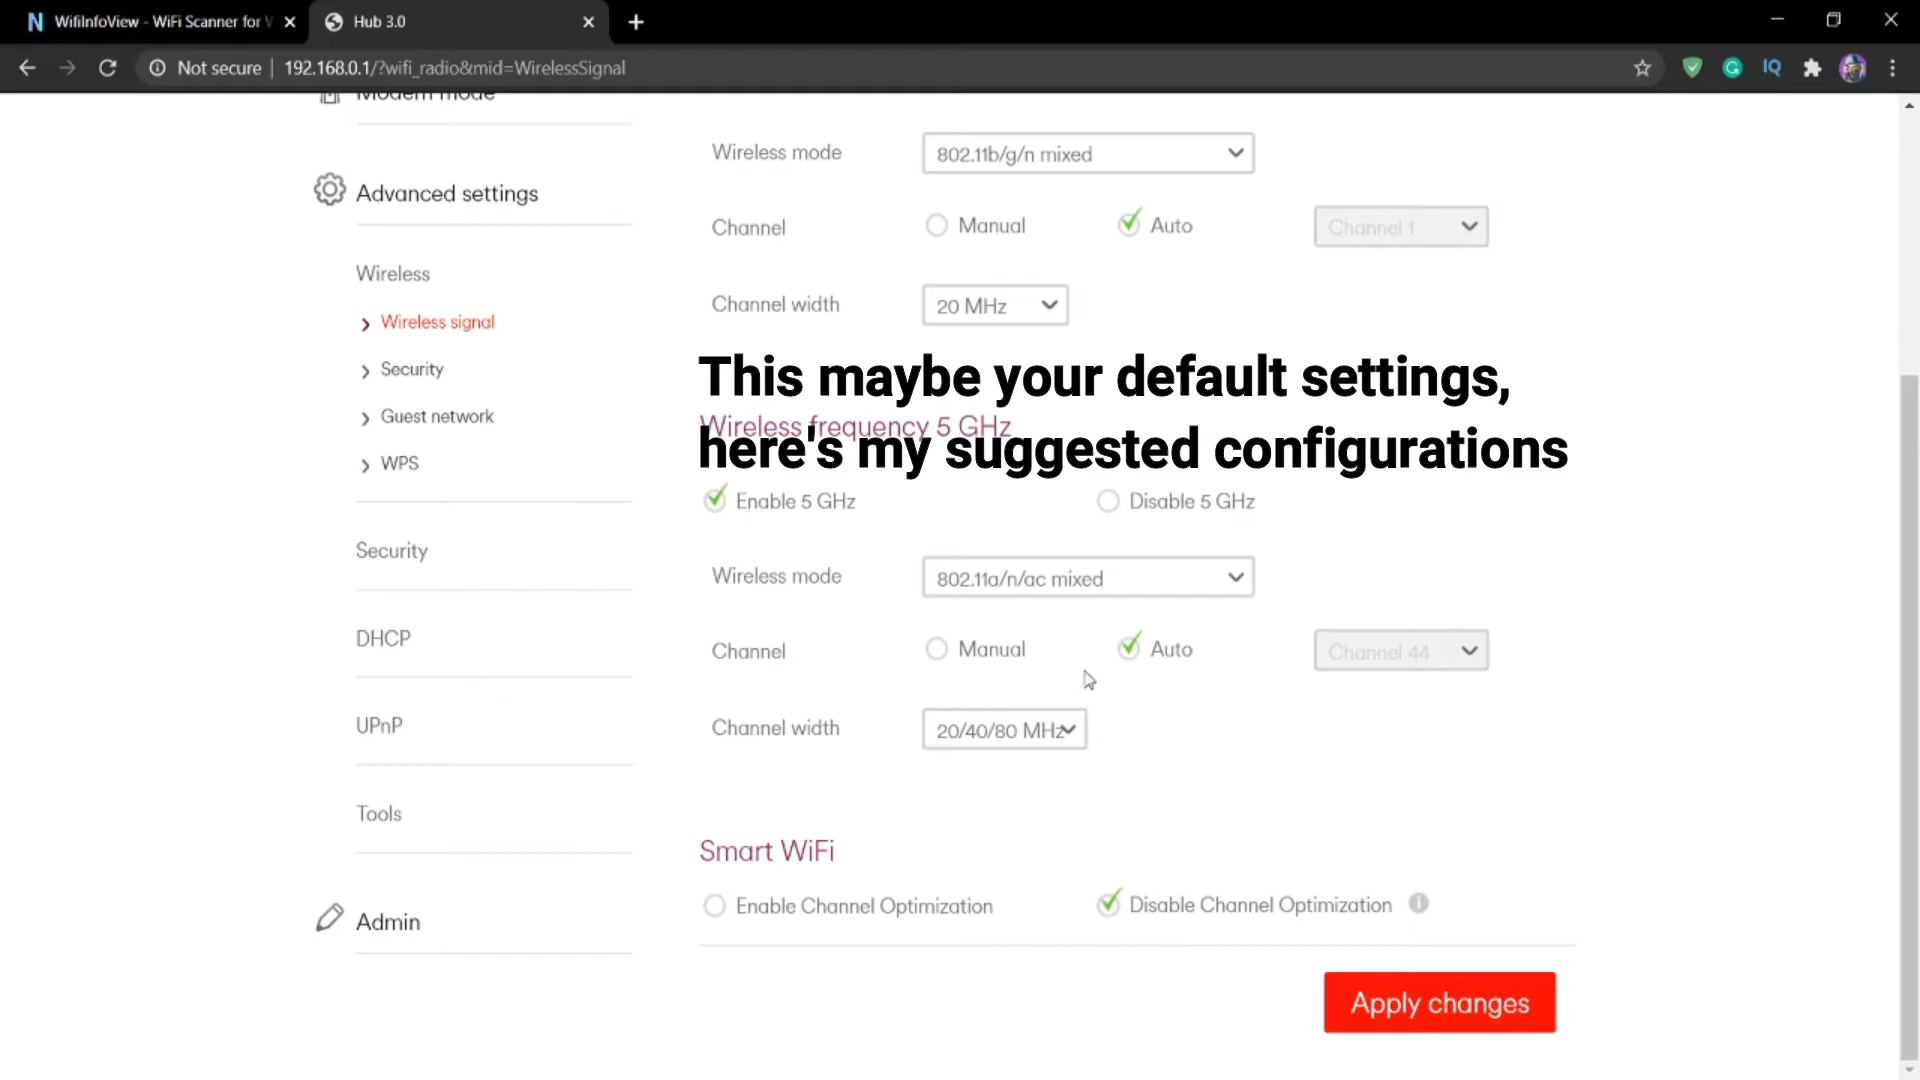 WifiInfoView - WiFi Scanner for
Hub 3.0
Not secure
192.168.0.1/?wifi_radio&mid=WirelessSignal
IQ
Modem mode
Advanced settings
Wireless
Wireless signal
Security
Guest network
WPS
Security
DHCP
UPnP
Tools
Admin
Wireless mode
802.11b/g/n mixed
Channel
Manual
Auto
Channel 1
Channel width
20 MHz
This maybe your default settings,
here's my suggested configurations
Wireless frequency 5 GHz
Enable 5 GHz
Disable 5 GHz
Wireless mode
802.11a/n/ac mixed
Channel
Manual
Auto
Channel 44
Channel width
20/40/80 MHz
Smart WiFi
Enable Channel Optimization
Disable Channel Optimization
Apply changes